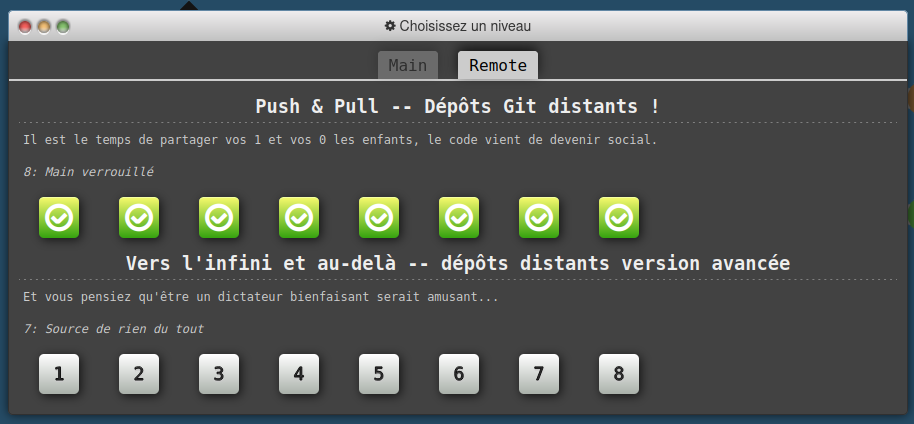 Choisissez un niveau
Main Remote
Push & Pull -- Dépôts Git distants !
Il est le temps de partager vos 1 et vos 0 les enfants, le code vient de devenir social.
8: Main verrouillé
Vers l'infini et au-delà -- dépôts distants version avancée
Et vous pensiez qu'être un dictateur bienfaisant serait amusant...
7: Source de rien du tout
1 2 3 4 5 6 7 8